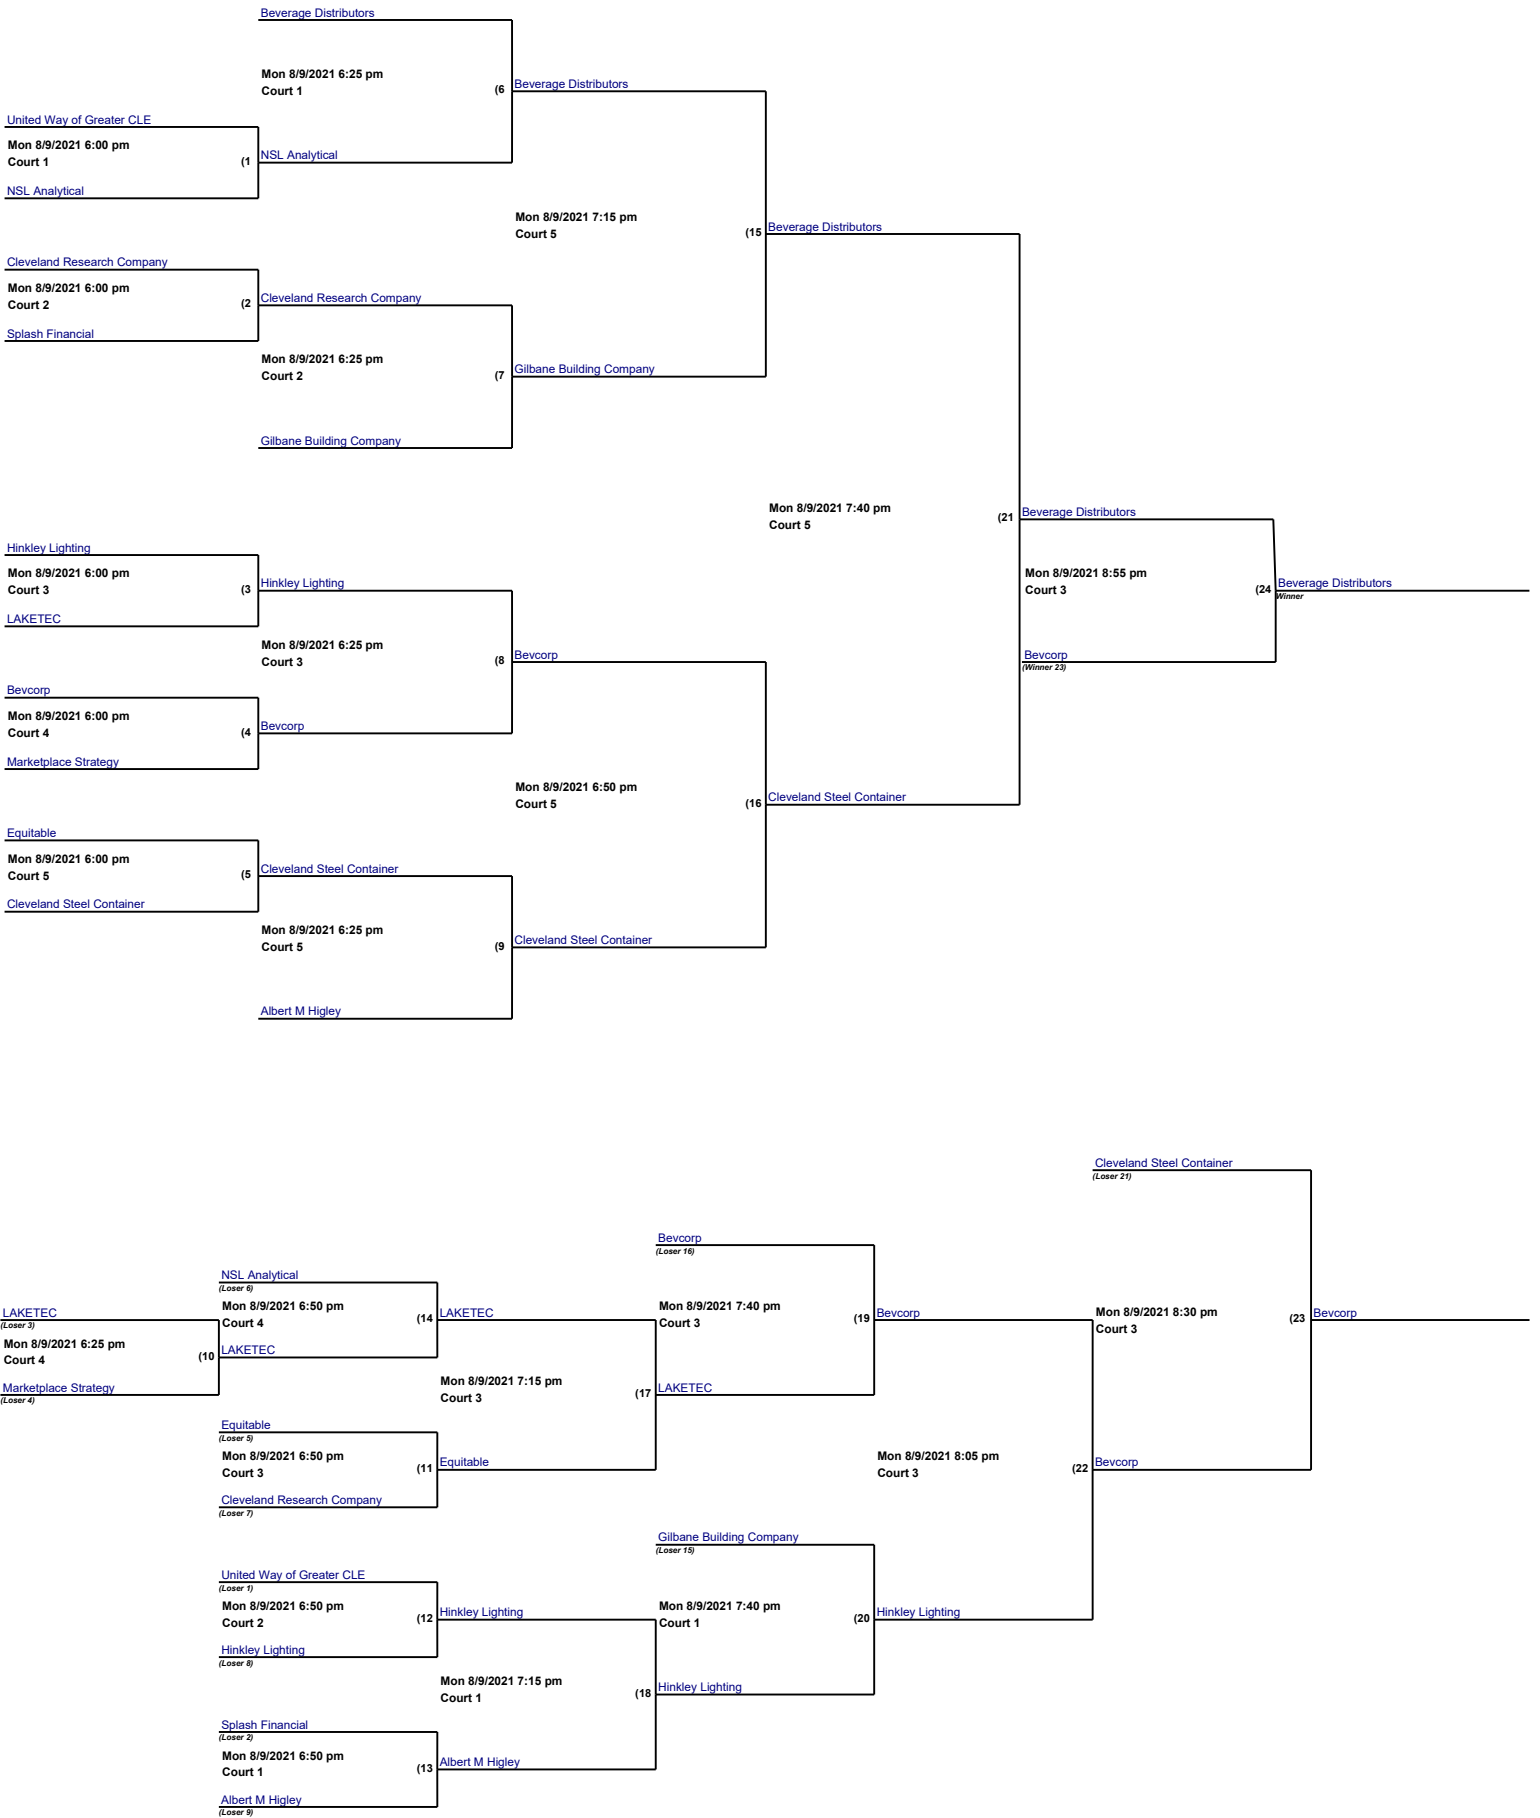 Beverage Distributors
Mon 8/9/2021 6:25 pm
Court 1
(6
Beverage Distributors
United Way of Greater CLE
Mon 8/9/2021 6:00 pm
Court 1
(1
NSL Analytical
NSL Analytical
Mon 8/9/2021 7:15 pm
Court 5
(15
Beverage Distributors
Cleveland Research Company
Mon 8/9/2021 6:00 pm
Court 2
(2
Cleveland Research Company
Splash Financial
Mon 8/9/2021 6:25 pm
Court 2
(7
Gilbane Building Company
Gilbane Building Company
Mon 8/9/2021 7:40 pm
Court 5
(21
Beverage Distributors
Hinkley Lighting
Mon 8/9/2021 6:00 pm
Court 3
(3
Hinkley Lighting
Mon 8/9/2021 8:55 pm
Court 3
(24
Beverage Distributors
Winner
LAKETEC
Mon 8/9/2021 6:25 pm
Court 3
(8
Bevcorp
Bevcorp
(Winner 23)
Bevcorp
Mon 8/9/2021 6:00 pm
Court 4
(4
Bevcorp
Marketplace Strategy
Mon 8/9/2021 6:50 pm
Court 5
(16
Cleveland Steel Container
Equitable
Mon 8/9/2021 6:00 pm
Court 5
(5
Cleveland Steel Container
Cleveland Steel Container
Mon 8/9/2021 6:25 pm
Court 5
(9
Cleveland Steel Container
Albert M Higley
Cleveland Steel Container
(Loser 21)
Bevcorp
(Loser 16)
NSL Analytical
(Loser 6)
Mon 8/9/2021 6:50 pm
Court 4
(14
LAKETEC
Mon 8/9/2021 7:40 pm
Court 3
(19
Bevcorp
Mon 8/9/2021 8:30 pm
Court 3
(23
Bevcorp
LAKETEC
(Loser 3)
Mon 8/9/2021 6:25 pm
Court 4
(10
LAKETEC
Marketplace Strategy
(Loser 4)
Mon 8/9/2021 7:15 pm
Court 3
(17
LAKETEC
Equitable
(Loser 5)
Mon 8/9/2021 6:50 pm
Court 3
(11
Equitable
Mon 8/9/2021 8:05 pm
Court 3
(22
Bevcorp
Cleveland Research Company
(Loser 7)
Gilbane Building Company
(Loser 15)
United Way of Greater CLE
(Loser 1)
Mon 8/9/2021 6:50 pm
Court 2
(12
Hinkley Lighting
Mon 8/9/2021 7:40 pm
Court 1
(20
Hinkley Lighting
Hinkley Lighting
(Loser 8)
Mon 8/9/2021 7:15 pm
Court 1
(18
Hinkley Lighting
Splash Financial
(Loser 2)
Mon 8/9/2021 6:50 pm
Court 1
(13
Albert M Higley
Albert M Higley
(Loser 9)